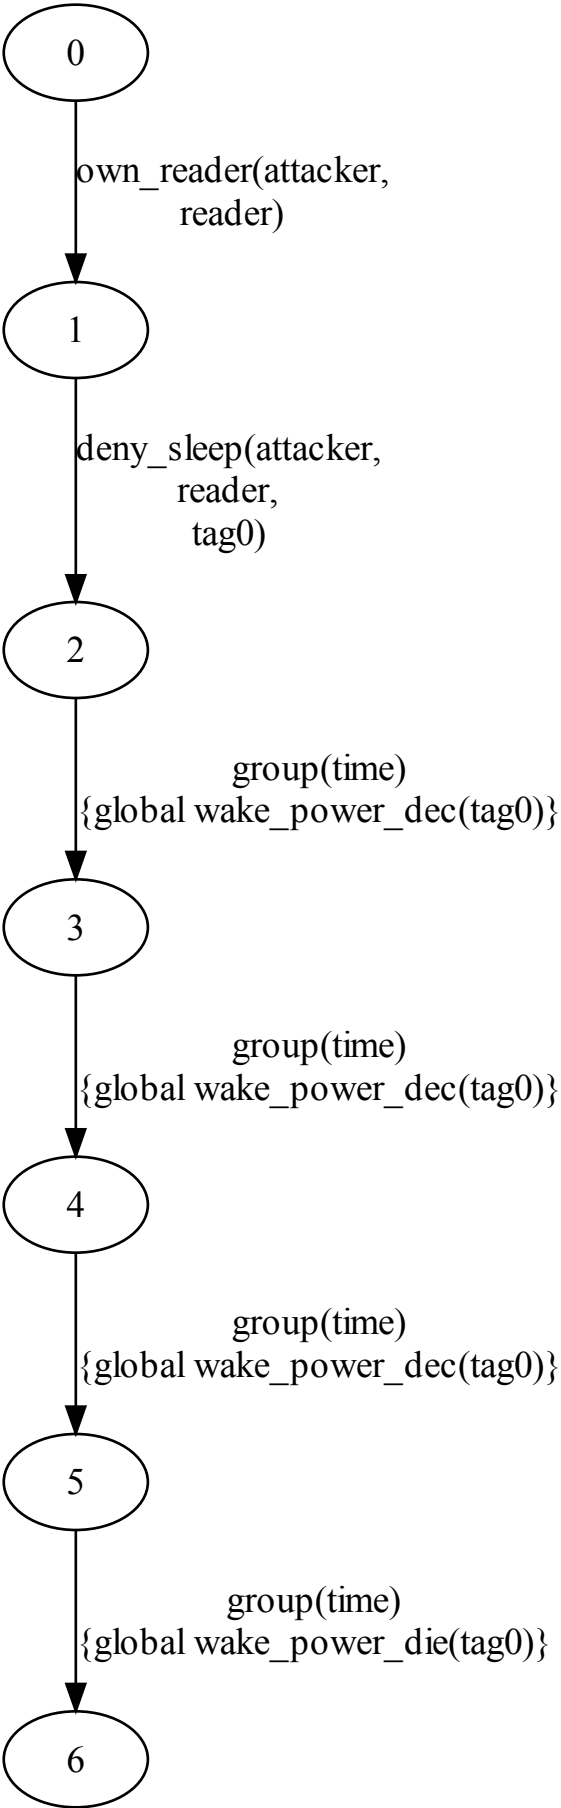 0
own_reader(attacker,
reader)
1
deny_sleep(attacker,
reader,
tag0)
2
group(time)
{global wake_power_dec(tag0)}
3
group(time)
{global wake_power_dec(tag0)}
4
group(time)
{global wake_power_dec(tag0)}
5
group(time)
{global wake_power_die(tag0)}
6